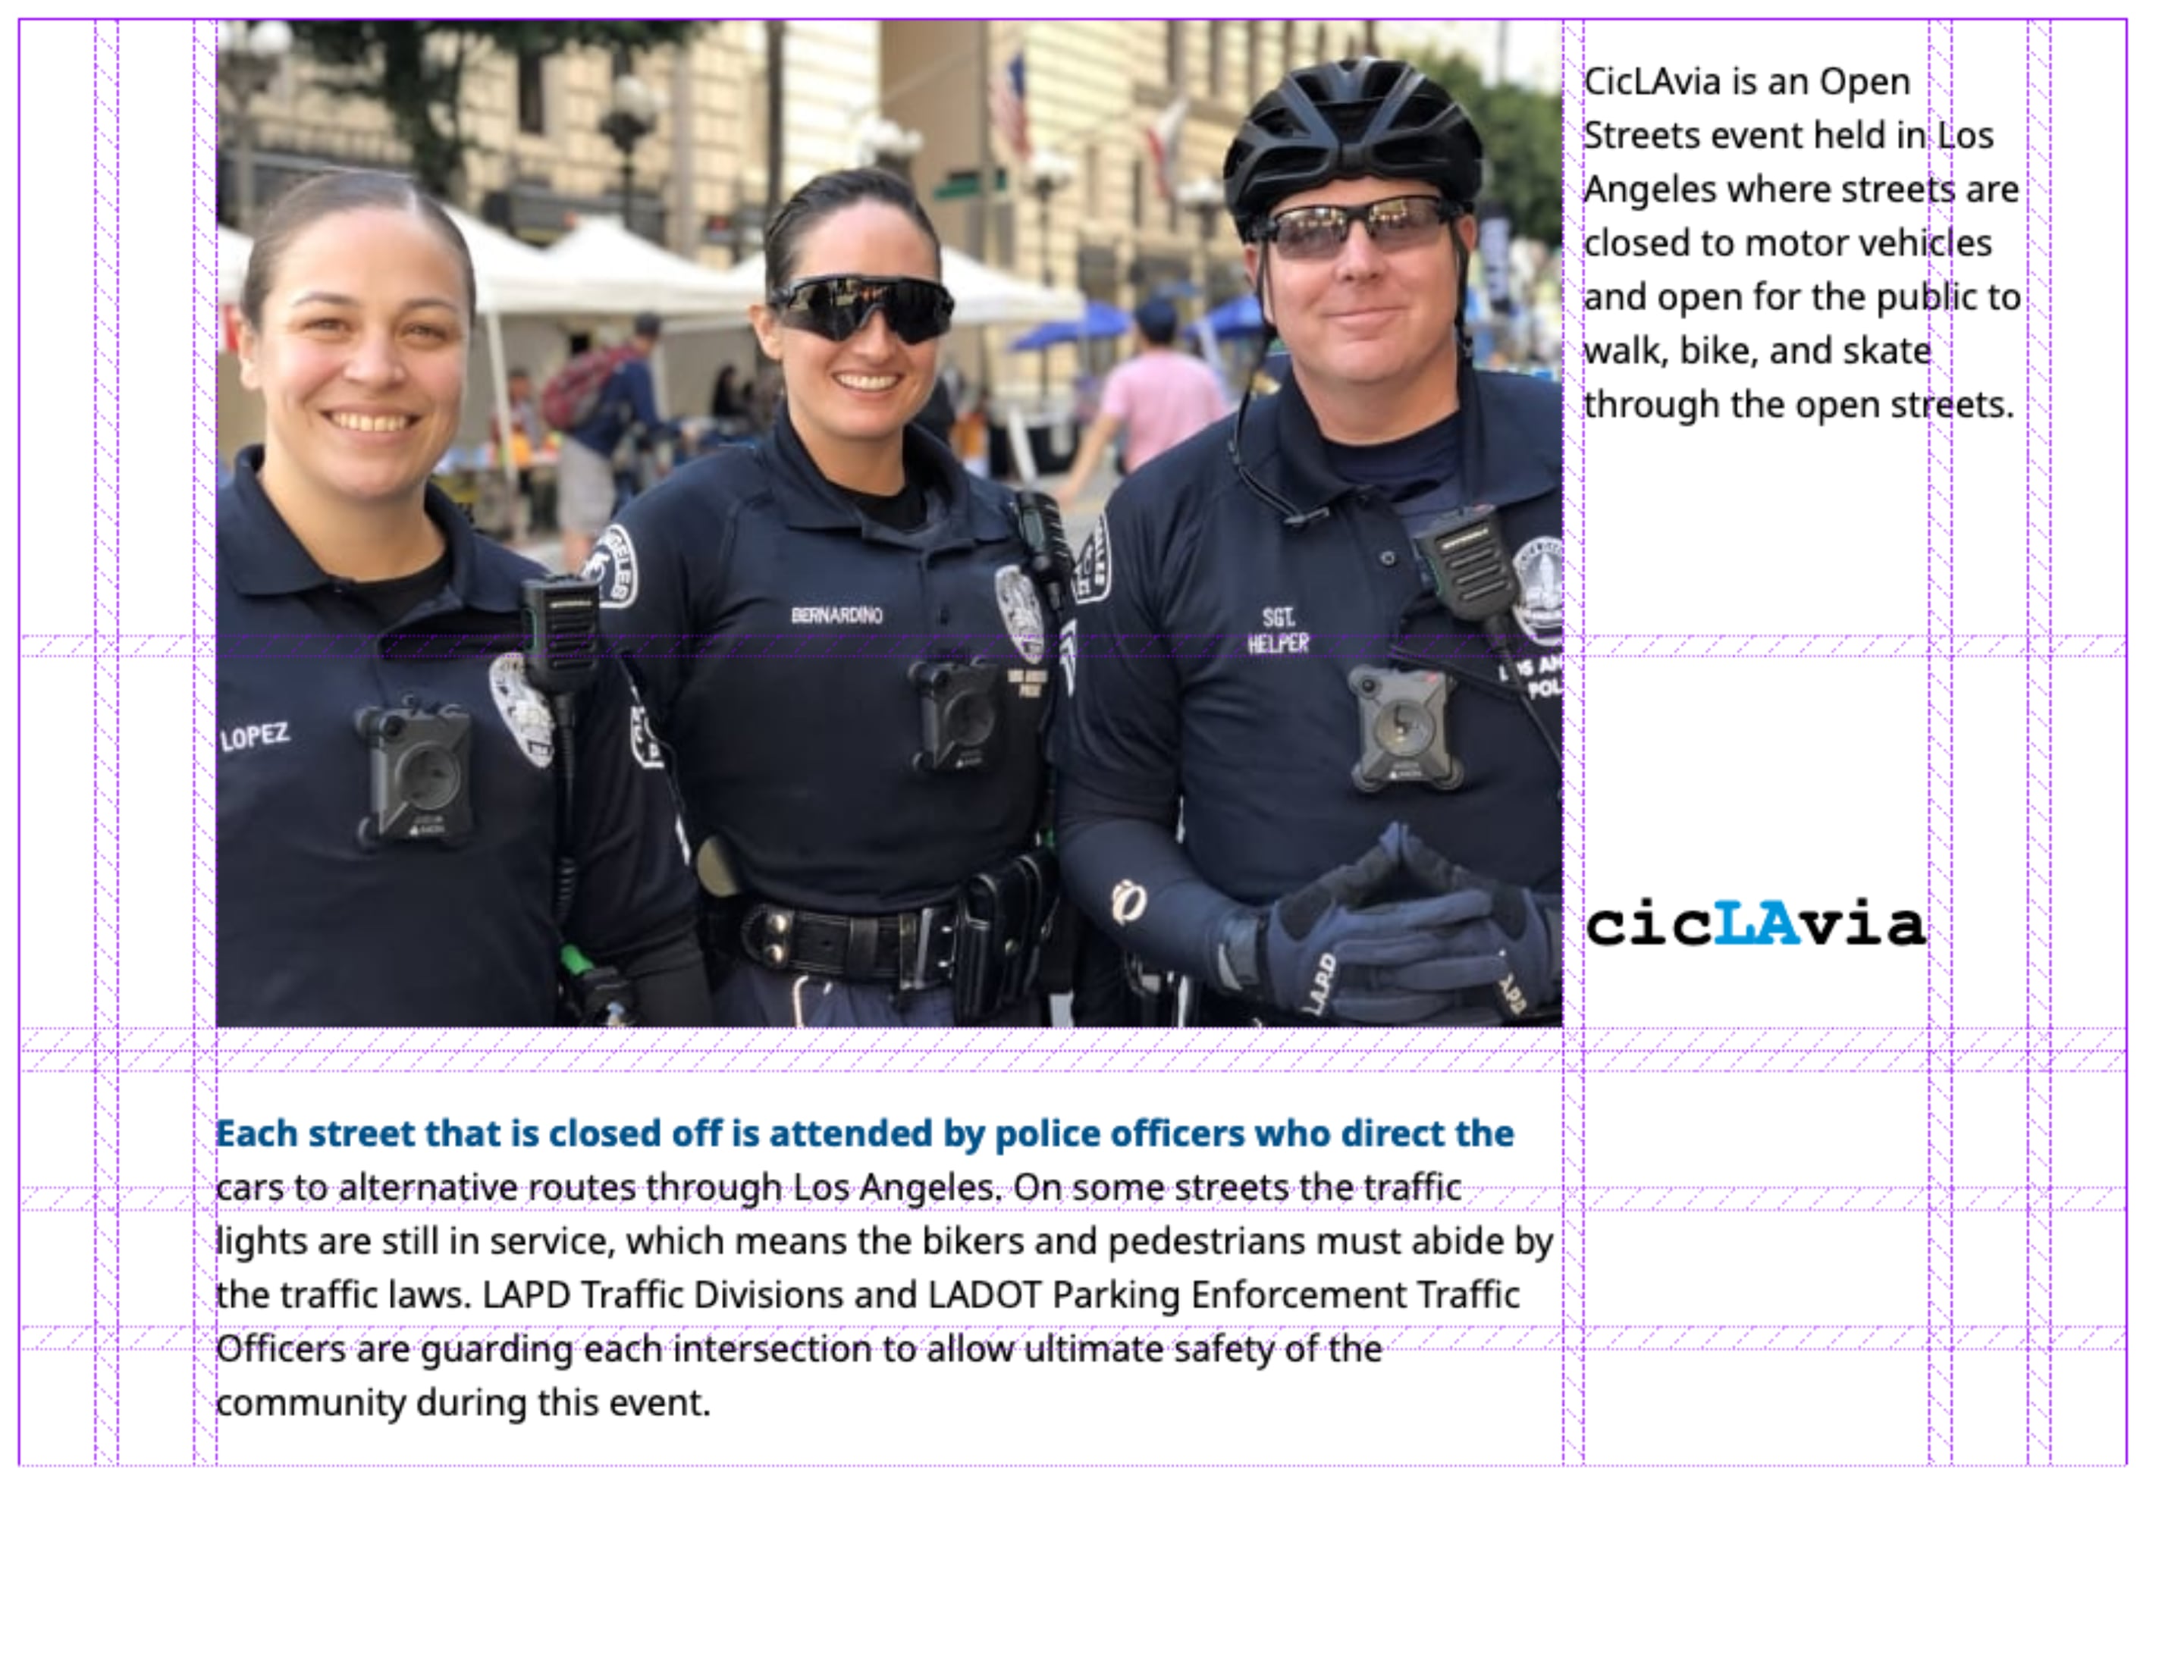 CicLAvia is an Open
Streets event held in Los
Angeles where streets are
closed to motor vehicles
and open for the public to
walk, bike, and skate
through the open streets.
BERNARDINO
SGT.
HELPER
LOPEZ
LAPD
cicLAvia
Each street that is closed off is attended by police officers who direct the
cars to alternative routes through Los Angeles. On some streets the traffic
lights are still in service, which means the bikers and pedestrians must abide by
the traffic laws. LAPD Traffic Divisions and LADOT Parking Enforcement Traffic
Officers are guarding each intersection to allow ultimate safety of the
community during this event.